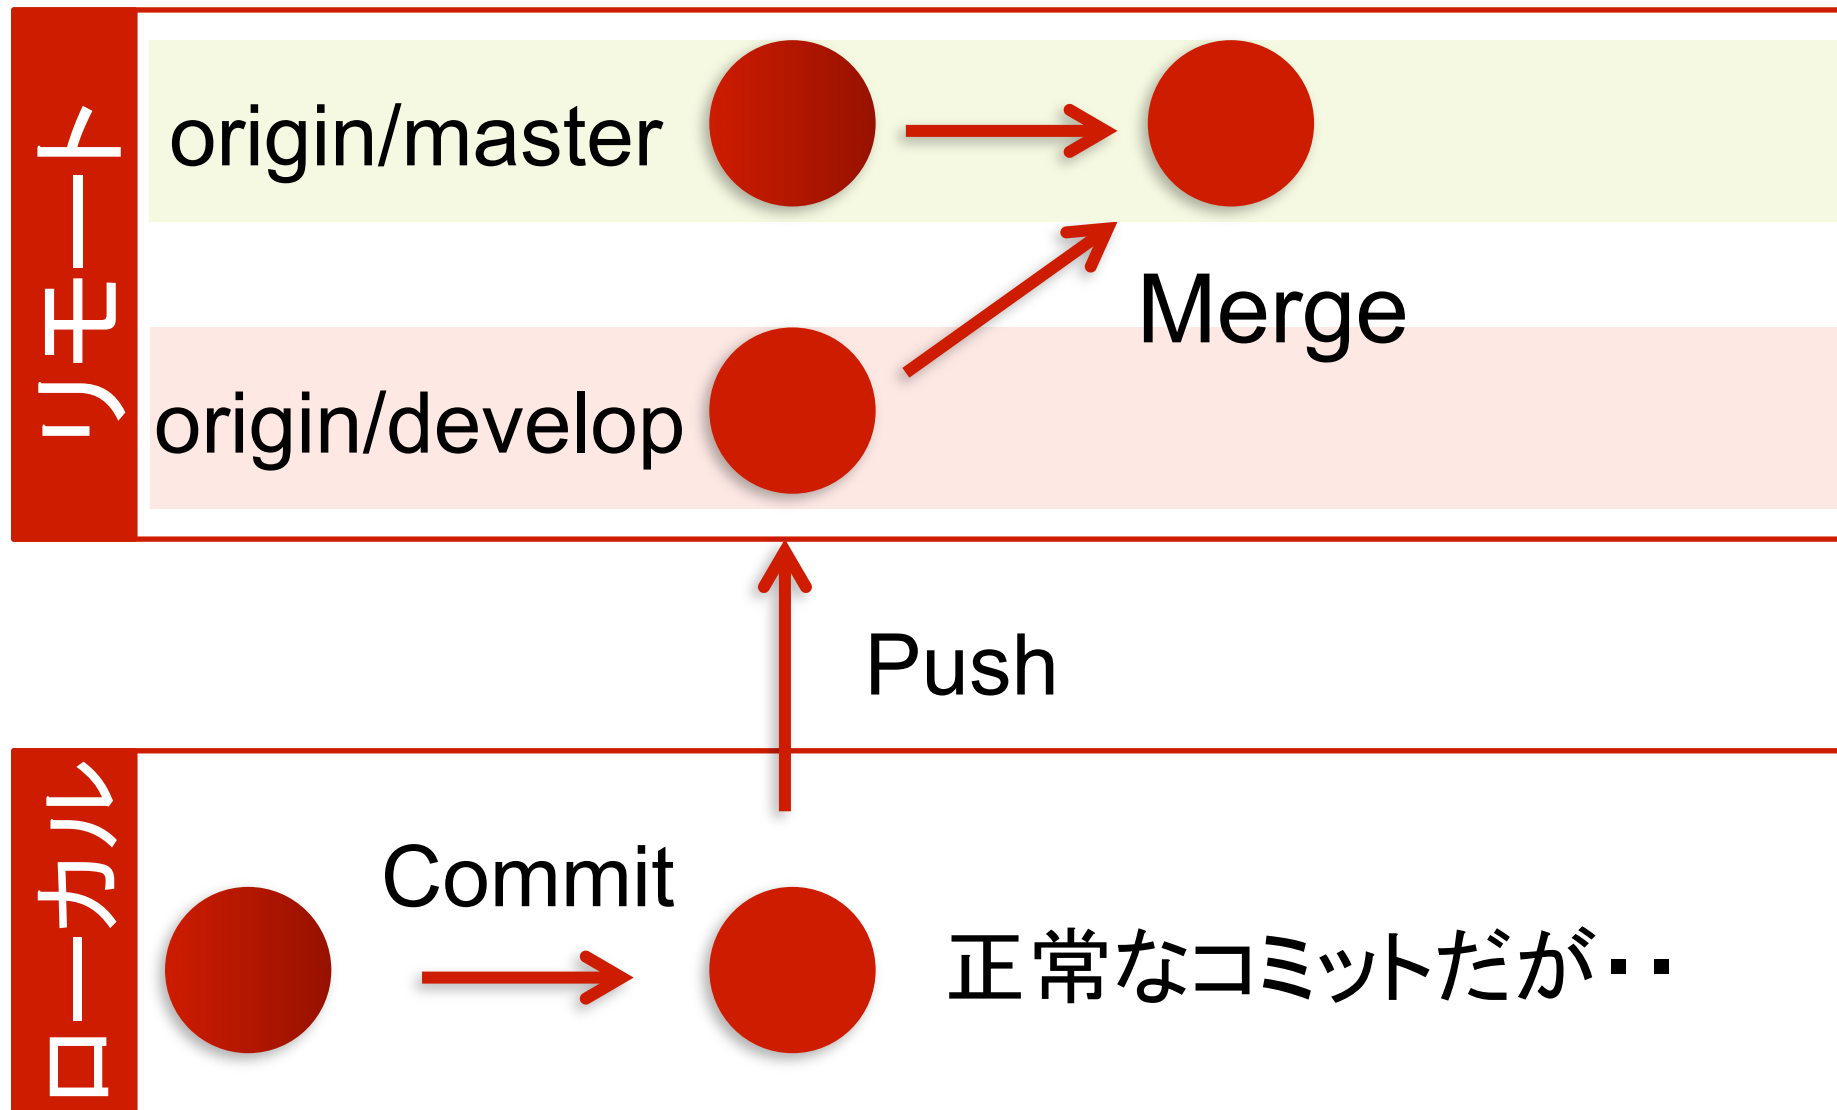 リモート
origin/master
Merge
origin/develop
Push
ローカル
Commit
正常なコミットだが・・